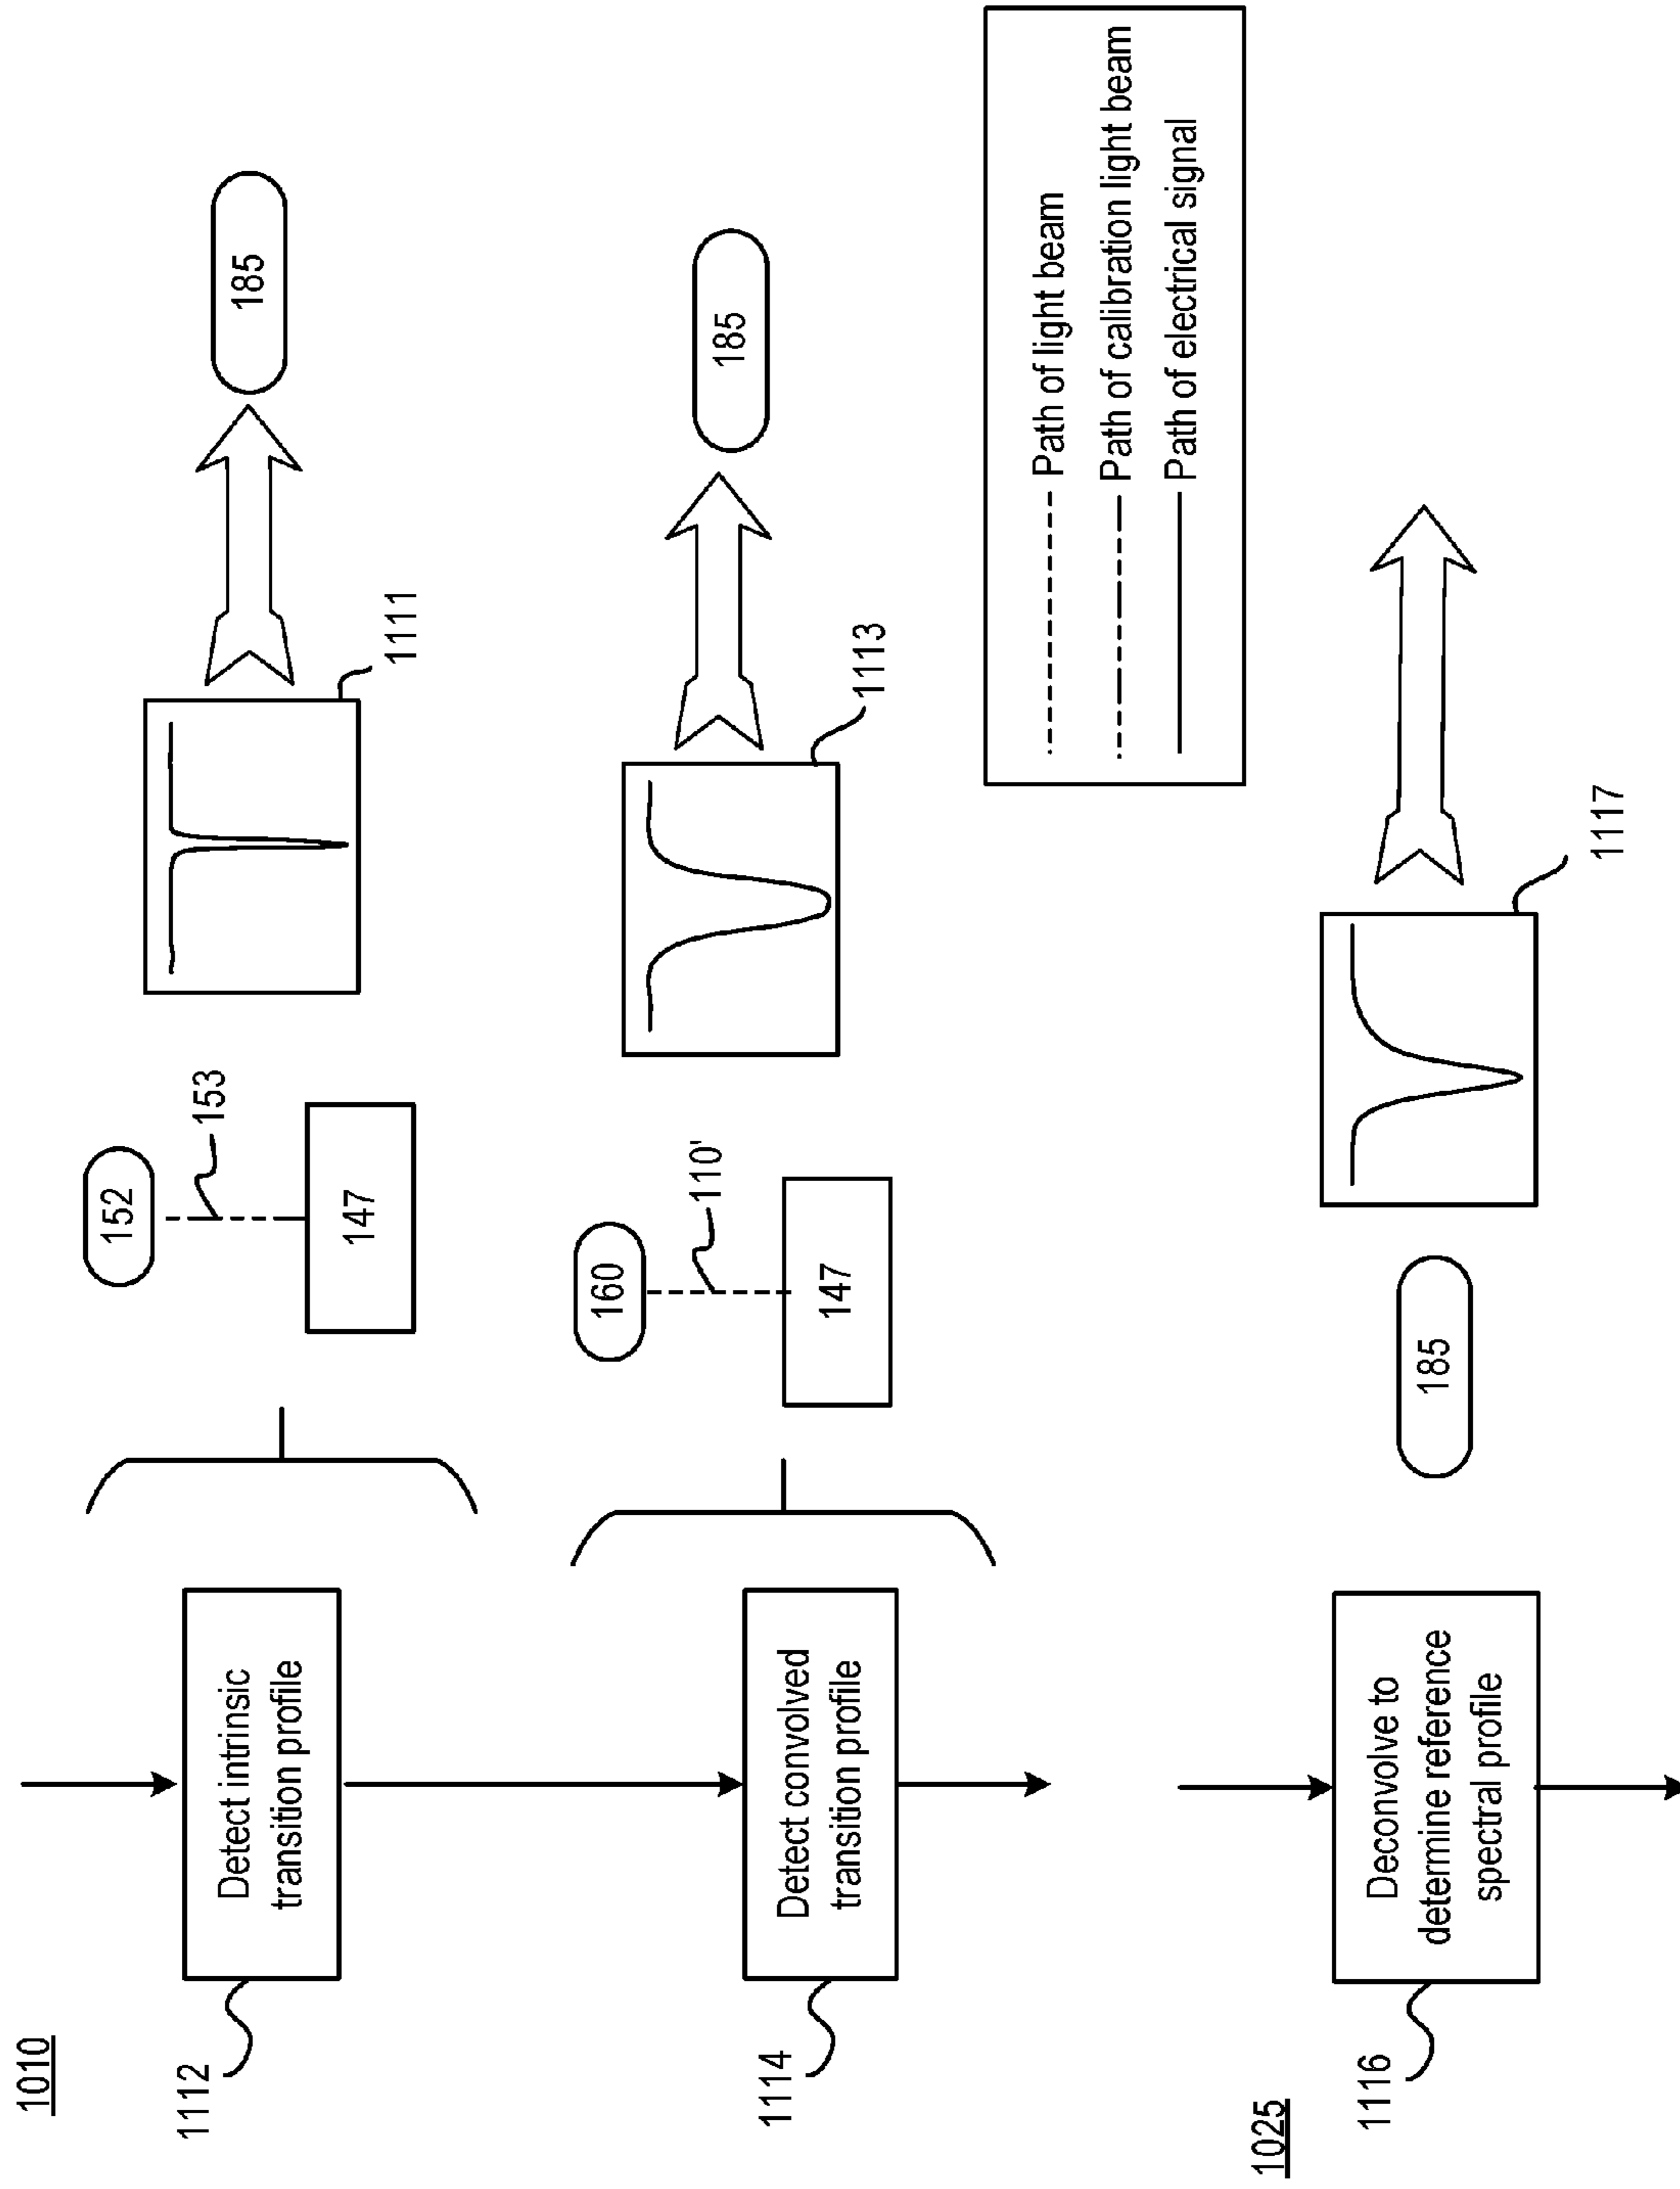 1010
1112
Detect intrinsic
transition profile
152
153
147
1111
185
1114
Detect convolved
transition profile
160
110'
147
1113
185
Path of light beam
Path of calibration light beam
Path of electrical signal
1025
1116
Deconvolve to
determine reference
spectral profile
185
1117